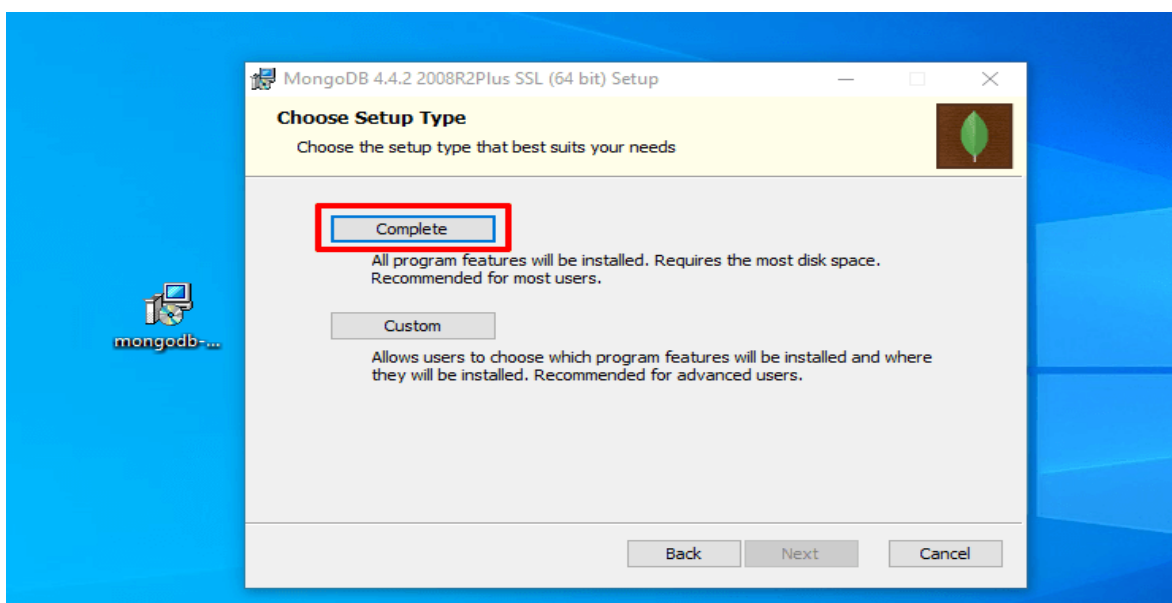 MongoDB 4.4.2 2008R2Plus SSL (64 bit) Setup
Choose Setup Type
Choose the setup type that best suits your needs
Complete
All program features will be installed. Requires the most disk space.
Recommended for most users.
mongodb-...
Custom
Allows users to choose which program features will be installed and where
they will be installed. Recommended for advanced users.
Back
Next
Cancel